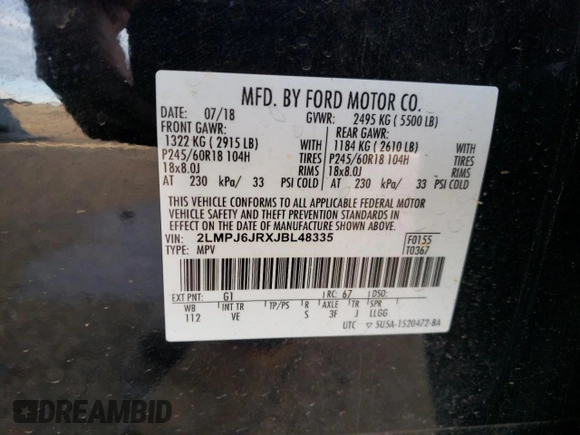 MFD. BY FORD MOTOR CO.
DATE: 07/18 GVWR: 2495 KG ( 5500 LB)
FRONT GAWR: REAR GAWR:
1322 KG ( 2915 LB) WITH 1184 KG ( 2610 LB) WITH
P245/60R18 104H TIRES P245/60R18 104H TIRES
18x8.0J RIMS 18x8.0J RIMS
AT 230 kPa/ 33 PSI COLD AT 230 kPa/ 33 PSI COLD
THIS VEHICLE CONFORMS TO ALL APPLICABLE FEDERAL MOTOR
VEHICLE SAFETY AND THEFT PREVENTION STANDARDS IN
EFFECT ON THE DATE OF MANUFACTURE SHOWN ABOVE.
VIN: 2LMPJ6JRXJBL48335 F0155
TYPE: MPV T0367
EXT PNT: G1 RC: 67 DSO:
WB INT TR TP/PS R AXLE TR SPR
112 VE S 3F J LLGG
UTC ▽ 5U5A-1520472-BA
DREAMBID